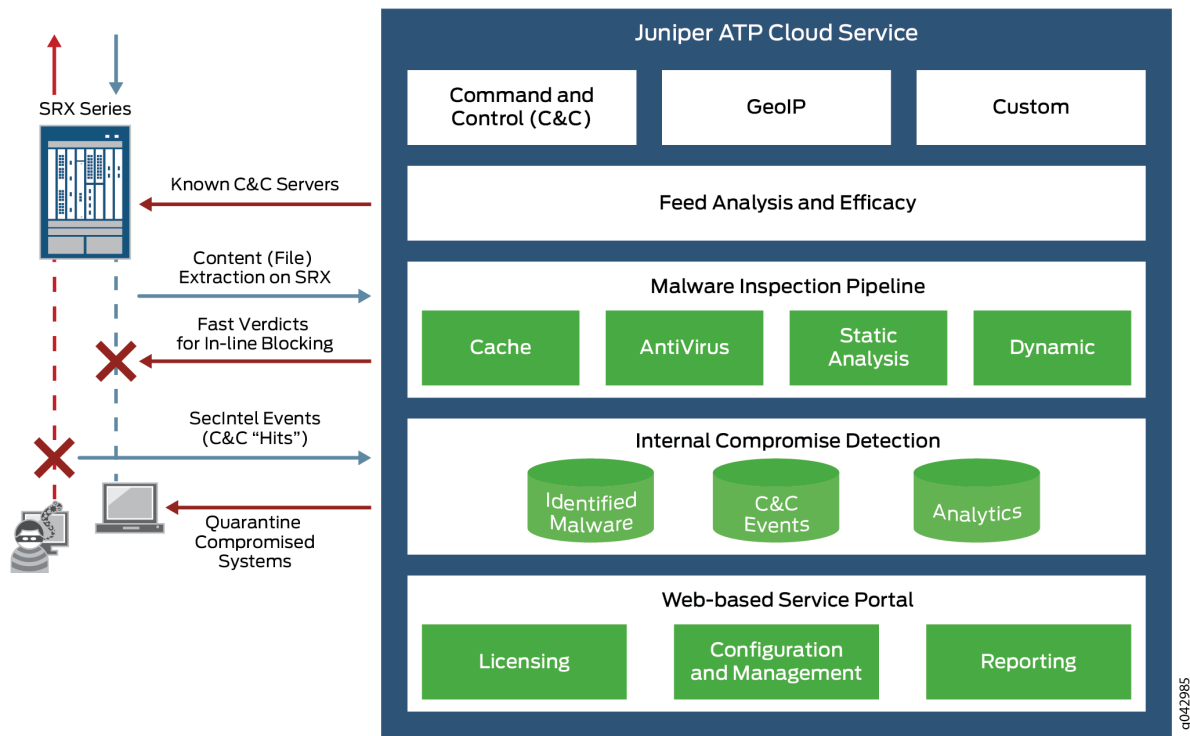 Juniper ATP Cloud Service
SRX Series
Command and
Control (C&C)
GeoIP
Custom
Known C&C Servers
Feed Analysis and Efficacy
Content (File)
Extraction on SRX
Malware Inspection Pipeline
Fast Verdicts
for In-line Blocking
Cache
AntiVirus
Static
Analysis
Dynamic
SecIntel Events
(C&C “Hits”)
Internal Compromise Detection
Identified
Malware
C&C
Events
Analytics
Quarantine
Compromised
Systems
Web-based Service Portal
Licensing
Configuration
and Management
Reporting
g042985